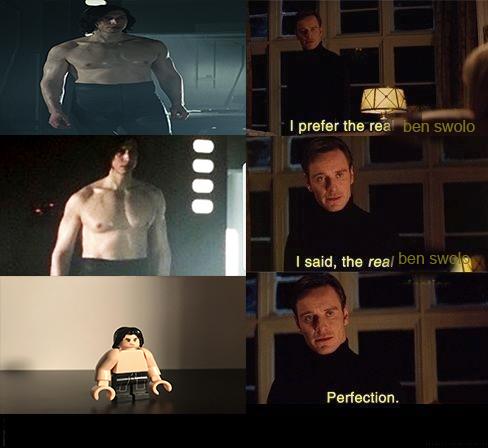 I prefer the real ben swolo
I said, the real ben swolo
Perfection.